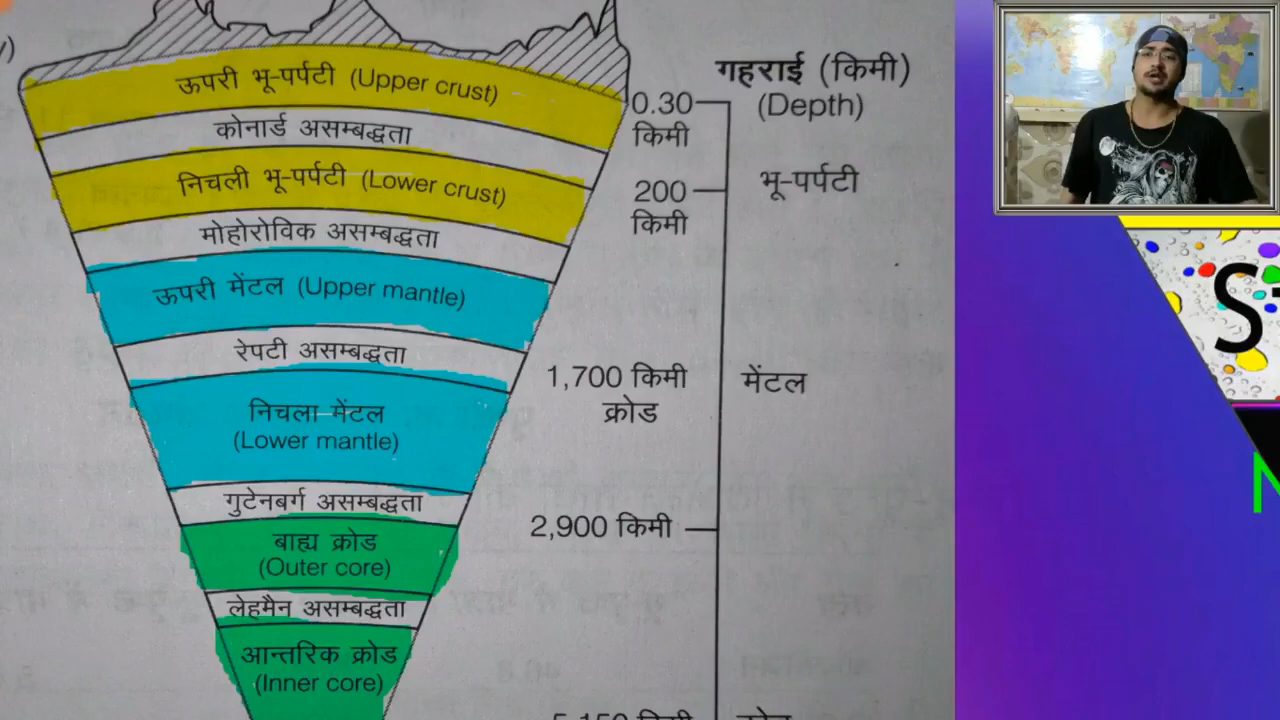 ऊपरी भू-पर्पटी (Upper crust)
कोनार्ड असम्बद्धता
निचली भू-पर्पटी (Lower crust)
मोहोरोविक असम्बद्धता
ऊपरी मेंटल (Upper mantle)
रेपटी असम्बद्धता
निचला मेंटल
(Lower mantle)
गुटेनबर्ग असम्बद्धता
बाह्य क्रोड
(Outer core)
लेहमैन असम्बद्धता
आन्तरिक क्रोड
(Inner core)
गहराई (किमी)
(Depth)
0.30
किमी
200
किमी
भू-पर्पटी
1,700 किमी
क्रोड
मेंटल
2,900 किमी